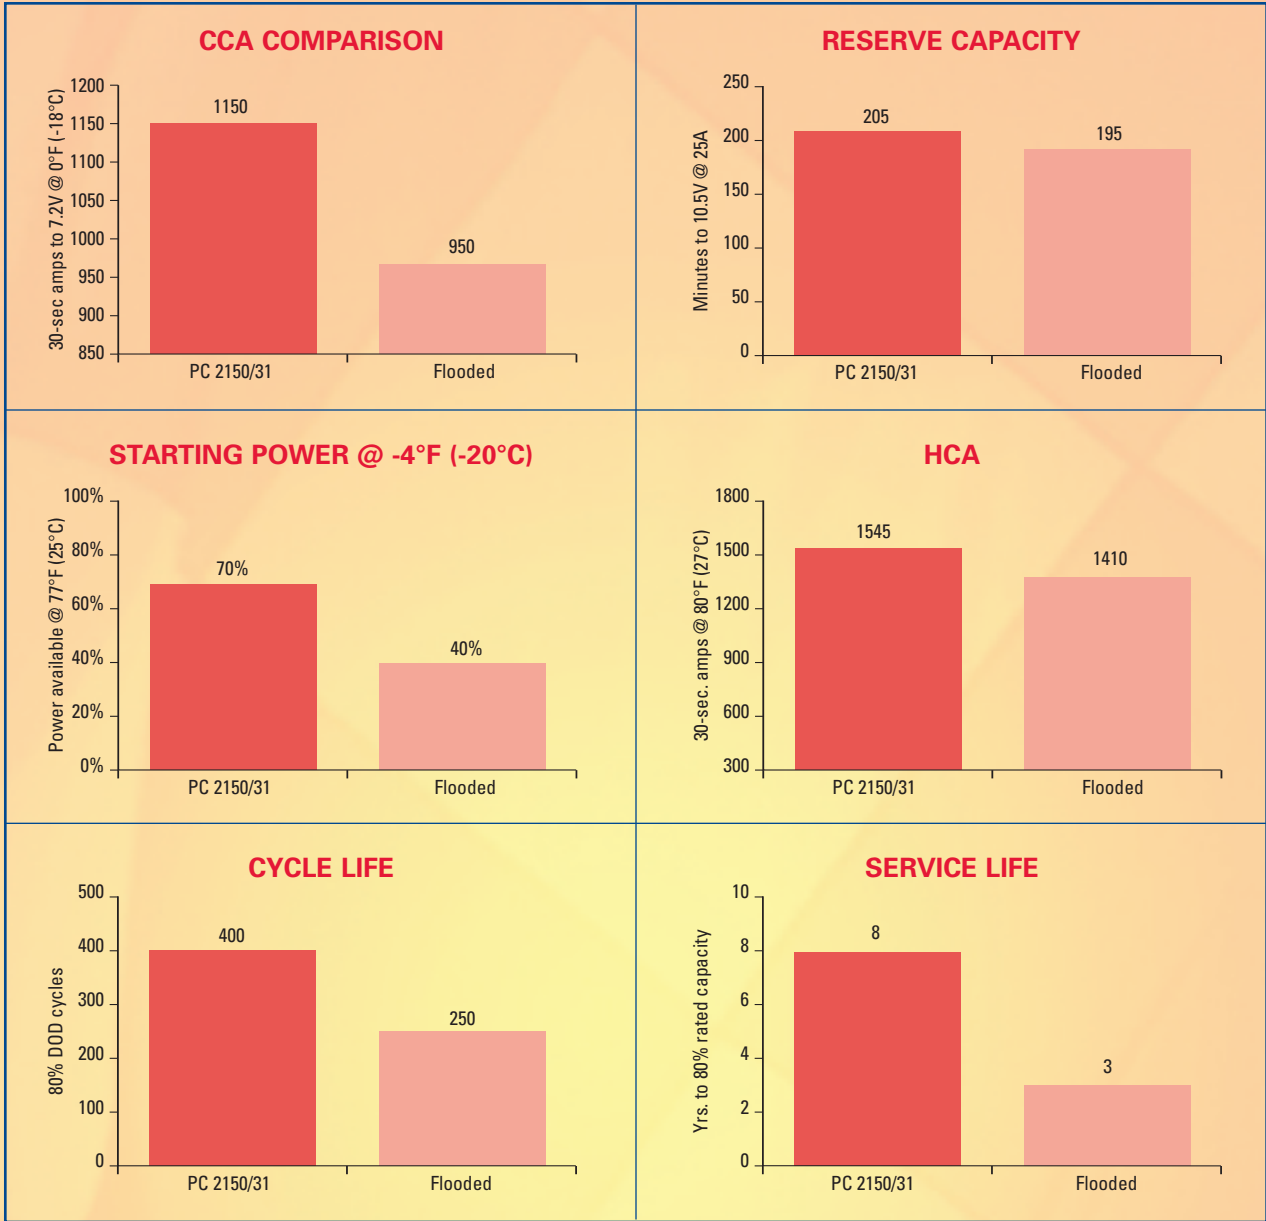 CCA COMPARISON
30-sec amps to 7.2V @ 0°F (-18°C)
1200
1150
1100
1050
1000
950
900
850
1150
950
PC 2150/31
Flooded
RESERVE CAPACITY
Minutes to 10.5V @ 25A
250
200
150
100
50
0
205
195
PC 2150/31
Flooded
STARTING POWER @ -4°F (-20°C)
Power available @ 77°F (25°C)
100%
80%
60%
40%
20%
0%
70%
40%
PC 2150/31
Flooded
HCA
30-sec. amps @ 80°F (27°C)
1800
1500
1200
900
600
300
1545
1410
PC 2150/31
Flooded
CYCLE LIFE
80% DOD cycles
500
400
300
200
100
0
400
250
PC 2150/31
Flooded
SERVICE LIFE
Yrs. to 80% rated capacity
10
8
6
4
2
0
8
3
PC 2150/31
Flooded